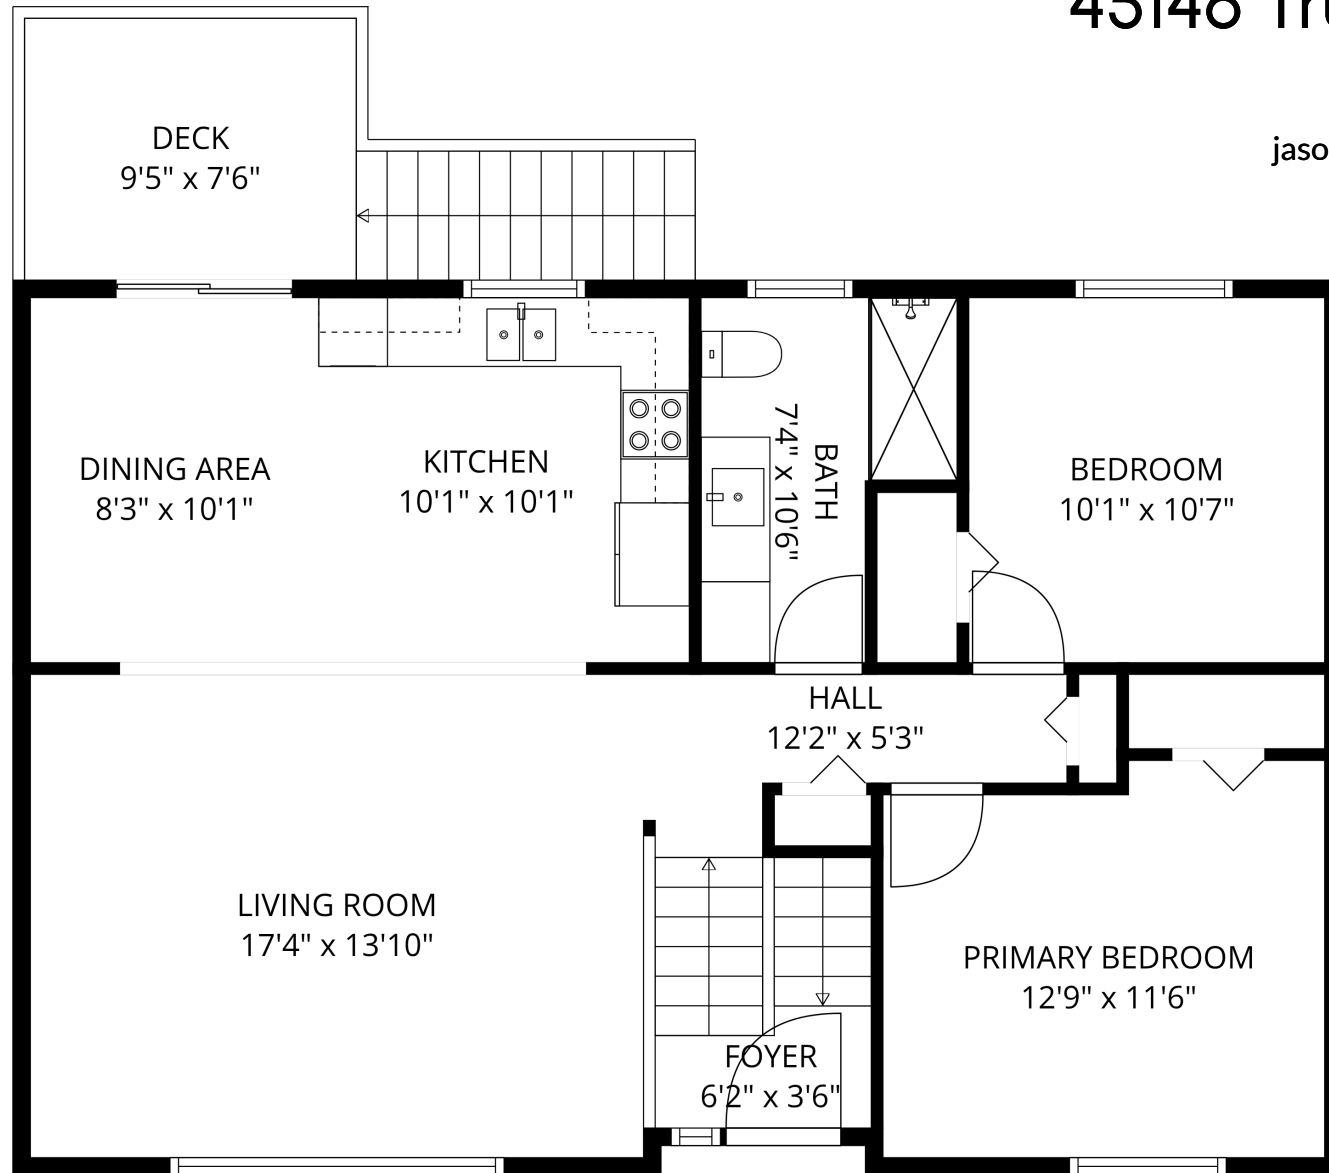 DECK
9'5" x 7'6"
jaso
DINING AREA
8'3" x 10'1"
KITCHEN
10'1" x 10'1"
BATH
7'4" x 10'6"
BEDROOM
10'1" x 10'7"
HALL
12'2" x 5'3"
LIVING ROOM
17'4" x 13'10"
PRIMARY BEDROOM
12'9" x 11'6"
FOYER
6'2" x 3'6"